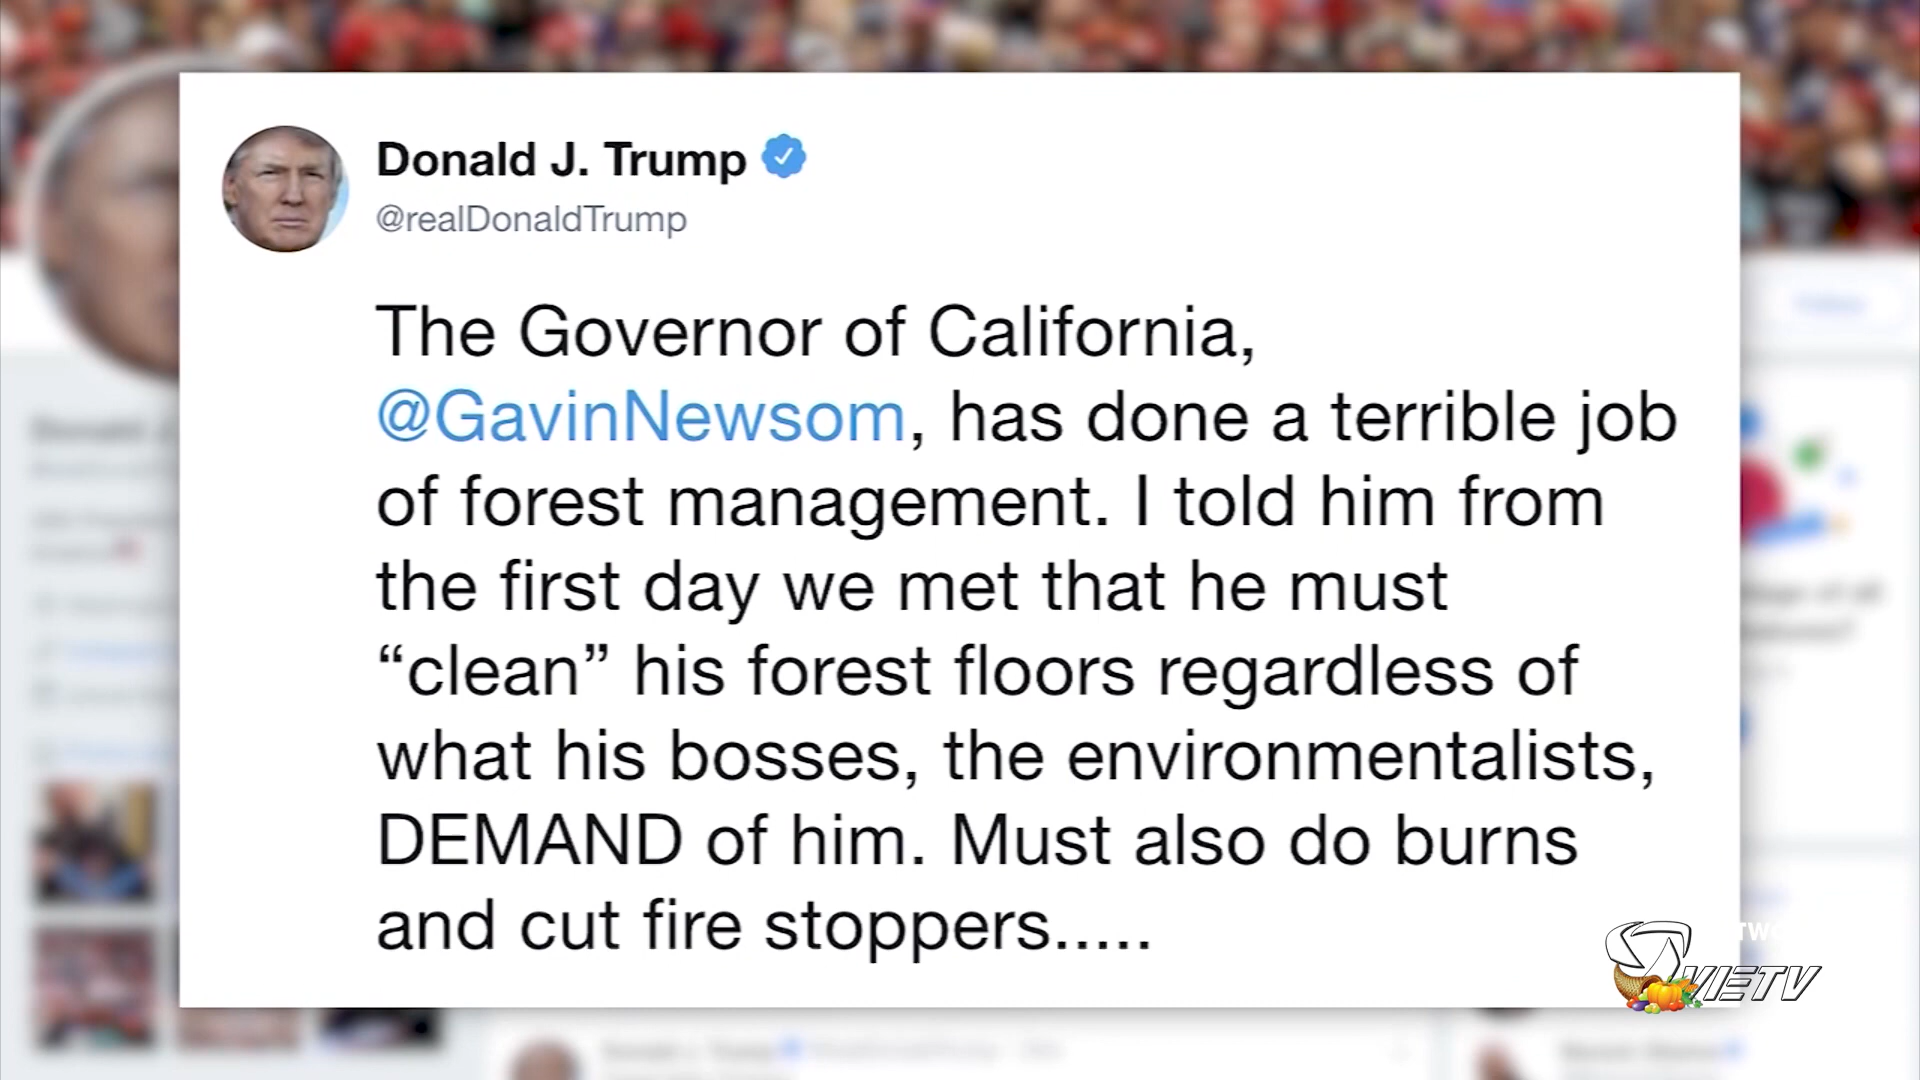 Donald J. Trump
@realDonaldTrump
The Governor of California,
@GavinNewsom, has done a terrible job
of forest management. I told him from
the first day we met that he must
“clean” his forest floors regardless of
what his bosses, the environmentalists,
DEMAND of him. Must also do burns
and cut fire stoppers.....
VIETV